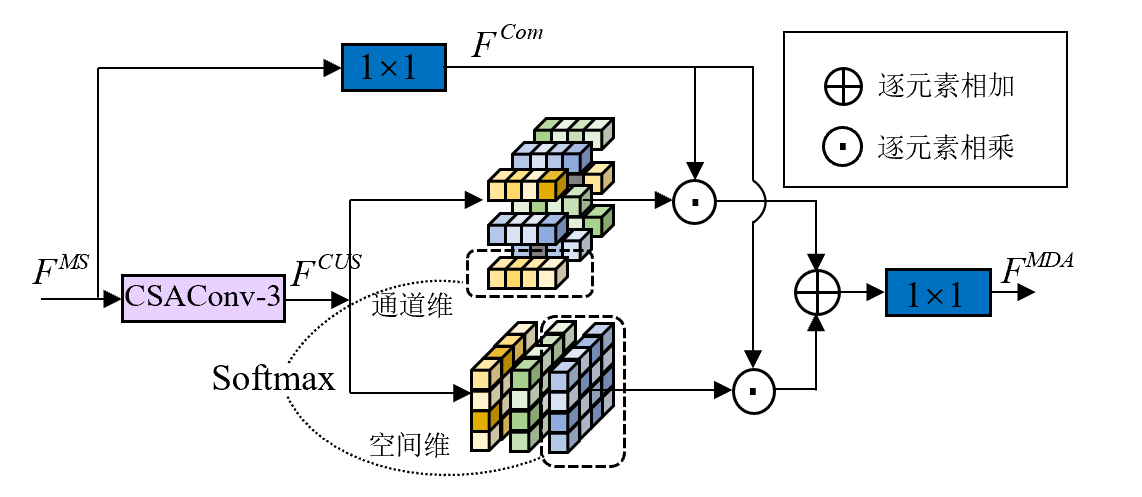 F^{Com}
1×1
逐元素相加
逐元素相乘
F^{MS}
CSAConv-3
F^{CUS}
通道维
1×1
F^{MDA}
Softmax
空间维